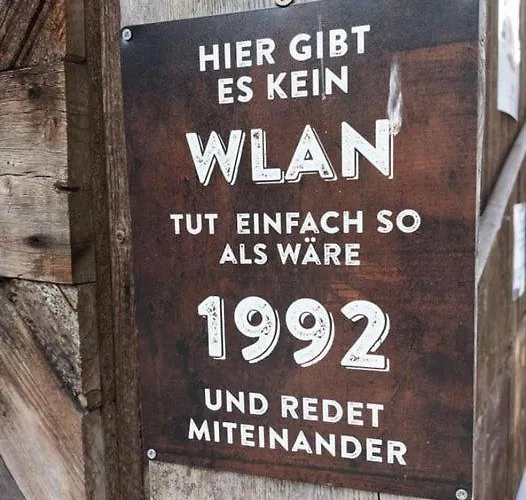 HIER GIBT
ES KEIN
WLAN
TUT EINFACH SO
ALS WÄRE
1992
UND REDET
MITEINANDER